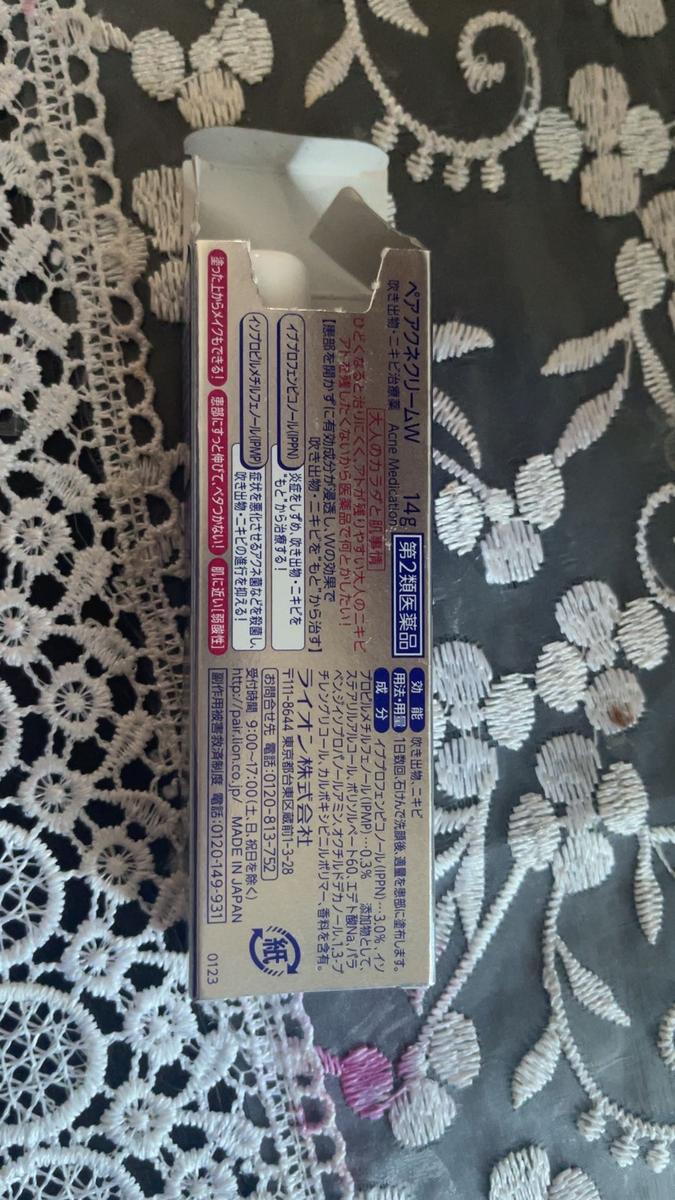 ペアアクネクリームW 14g 第2類医薬品
吹き出物・ニキビ治療薬 Acne Medication
大人のカラダと肌事情
ひどくなると治りにくく、アトが残りやすい大人のニキビ
アトを残したくないから医薬品で何とかしたい!
【患部を開かずに有効成分が浸透し、Wの効果で
吹き出物・ニキビを“もと”から治す】
イブプロフェンピコノール(IPPN)
炎症をしずめ、吹き出物・ニキビを
“もと”から治療する!
イソプロピルメチルフェノール(IPMP)
症状を悪化させるアクネ菌などを殺菌し、
吹き出物・ニキビの進行を抑える!
塗った上からメイクもできる!
患部にすっと伸びて、ベタつかない!
肌に近い[弱酸性]
効能 吹き出物、ニキビ
用法・用量 1日数回、石けんで洗顔後、適量を患部に塗布します。
成分 イブプロフェンピコノール(IPPN)…3.0%、イソ
プロピルメチルフェノール(IPMP)…0.3% 添加物として、
ステアリルアルコール、ポリソルベート60、エデト酸Na、パラ
ベン、ジイソプロパノールアミン、オクチルドデカノール、1,3-ブ
チレングリコール、カルボキシビニルポリマー、香料を含有。
ライオン株式会社
〒111-8644 東京都台東区蔵前1-3-28
お問合せ先 電話:0120-813-752
受付時間 9:00~17:00(土、日、祝日を除く)
http://pair.lion.co.jp/ MADE IN JAPAN
副作用被害救済制度 電話:0120-149-931
紙
0123